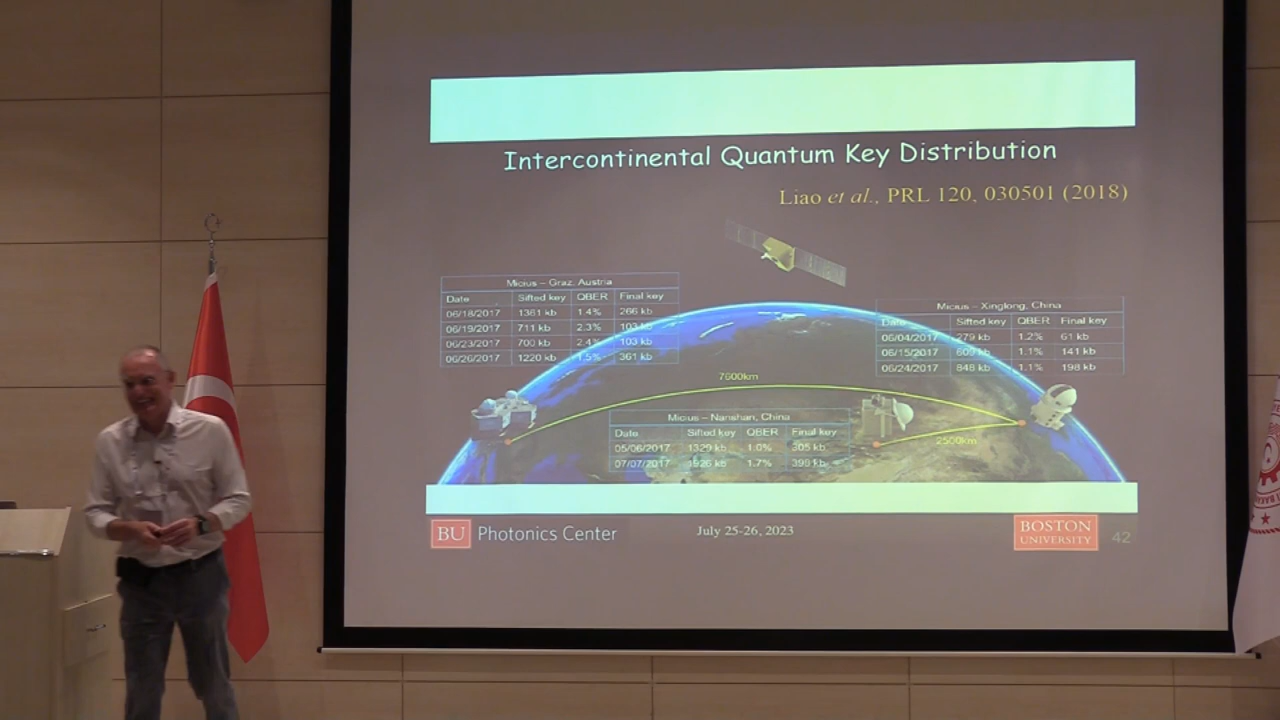 Intercontinental Quantum Key Distribution
Liao et al., PRL 120, 030501 (2018)
Micius – Graz, Austria
Date Sifted key QBER Final key
06/18/2017 1361 kb 1.4% 266 kb
06/19/2017 711 kb 2.3% 103 kb
06/23/2017 700 kb 2.4% 103 kb
06/26/2017 1220 kb 1.5% 361 kb
Micius – Xinglong, China
Date Sifted key QBER Final key
06/04/2017 279 kb 1.2% 61 kb
06/15/2017 609 kb 1.1% 141 kb
06/24/2017 848 kb 1.1% 198 kb
7600km
Micius – Nanshan, China
Date Sifted key QBER Final key
05/06/2017 1329 kb 1.0% 305 kb
07/07/2017 1926 kb 1.7% 399 kb
2500km
BU Photonics Center
July 25-26, 2023
BOSTON
UNIVERSITY
42